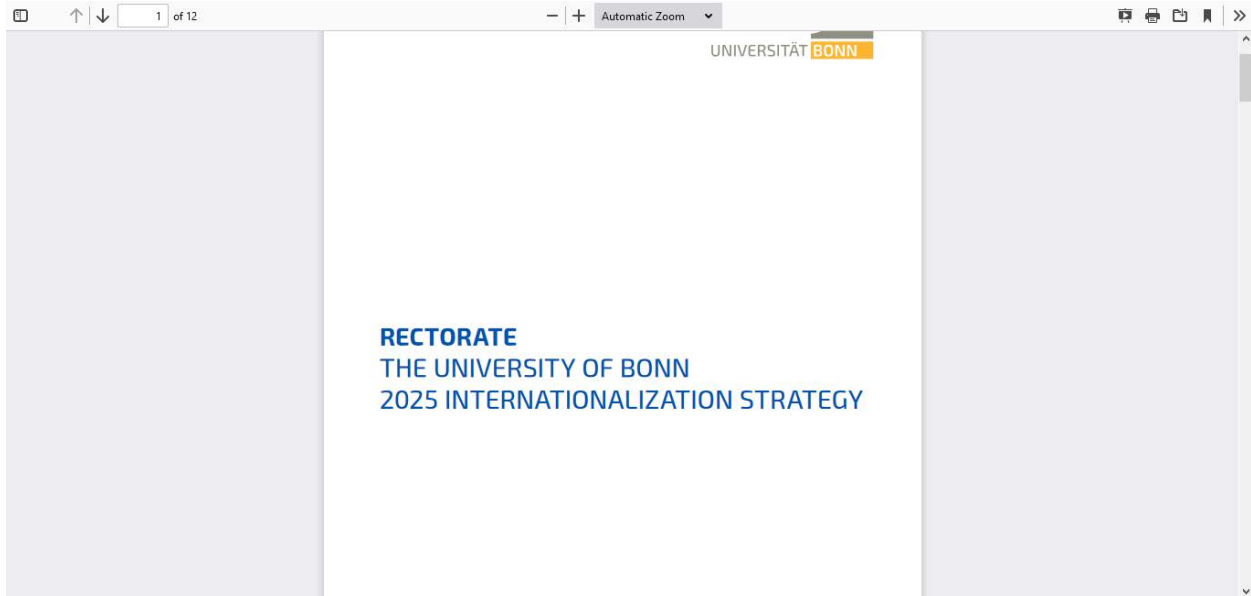 1 of 12
Automatic Zoom
UNIVERSITÄT BONN
RECTORATE
THE UNIVERSITY OF BONN
2025 INTERNATIONALIZATION STRATEGY